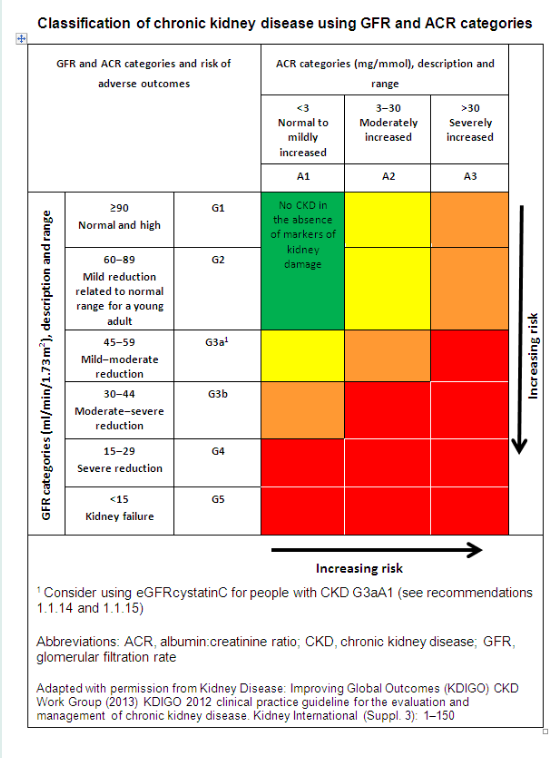 Classification of chronic kidney disease using GFR and ACR categories
GFR and ACR categories and risk of
adverse outcomes
ACR categories (mg/mmol), description and
range
<3
Normal to
mildly
increased
3–30
Moderately
increased
>30
Severely
increased
A1
A2
A3
GFR categories (ml/min/1.73m²), description and range
≥90
Normal and high
G1
No CKD in
the absence
of markers of
kidney
damage
60–89
Mild reduction
related to normal
range for a young
adult
G2
45–59
Mild–moderate
reduction
G3a¹
30–44
Moderate–severe
reduction
G3b
15–29
Severe reduction
G4
<15
Kidney failure
G5
Increasing risk
Increasing risk
¹ Consider using eGFRcystatinC for people with CKD G3aA1 (see recommendations
1.1.14 and 1.1.15)
Abbreviations: ACR, albumin:creatinine ratio; CKD, chronic kidney disease; GFR,
glomerular filtration rate
Adapted with permission from Kidney Disease: Improving Global Outcomes (KDIGO) CKD
Work Group (2013) KDIGO 2012 clinical practice guideline for the evaluation and
management of chronic kidney disease. Kidney International (Suppl. 3): 1–150